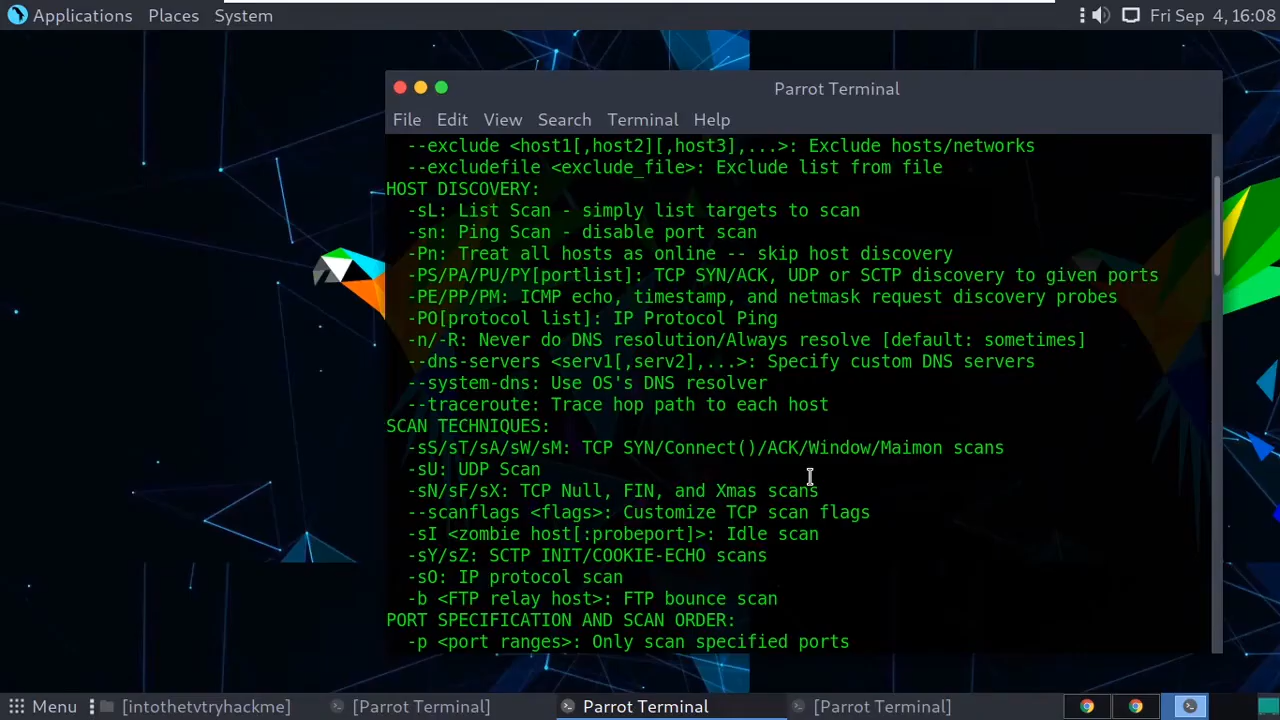 Applications Places System Fri Sep 4, 16:08
Parrot Terminal
File Edit View Search Terminal Help
--exclude <host1[,host2][,host3],...>: Exclude hosts/networks
--excludefile <exclude_file>: Exclude list from file
HOST DISCOVERY:
-sL: List Scan - simply list targets to scan
-sn: Ping Scan - disable port scan
-Pn: Treat all hosts as online -- skip host discovery
-PS/PA/PU/PY[portlist]: TCP SYN/ACK, UDP or SCTP discovery to given ports
-PE/PP/PM: ICMP echo, timestamp, and netmask request discovery probes
-PO[protocol list]: IP Protocol Ping
-n/-R: Never do DNS resolution/Always resolve [default: sometimes]
--dns-servers <serv1[,serv2],...>: Specify custom DNS servers
--system-dns: Use OS's DNS resolver
--traceroute: Trace hop path to each host
SCAN TECHNIQUES:
-sS/sT/sA/sW/sM: TCP SYN/Connect()/ACK/Window/Maimon scans
-sU: UDP Scan
-sN/sF/sX: TCP Null, FIN, and Xmas scans
--scanflags <flags>: Customize TCP scan flags
-sI <zombie host[:probeport]>: Idle scan
-sY/sZ: SCTP INIT/COOKIE-ECHO scans
-sO: IP protocol scan
-b <FTP relay host>: FTP bounce scan
PORT SPECIFICATION AND SCAN ORDER:
-p <port ranges>: Only scan specified ports
Menu [intothetvtryhackme] [Parrot Terminal] Parrot Terminal [Parrot Terminal]